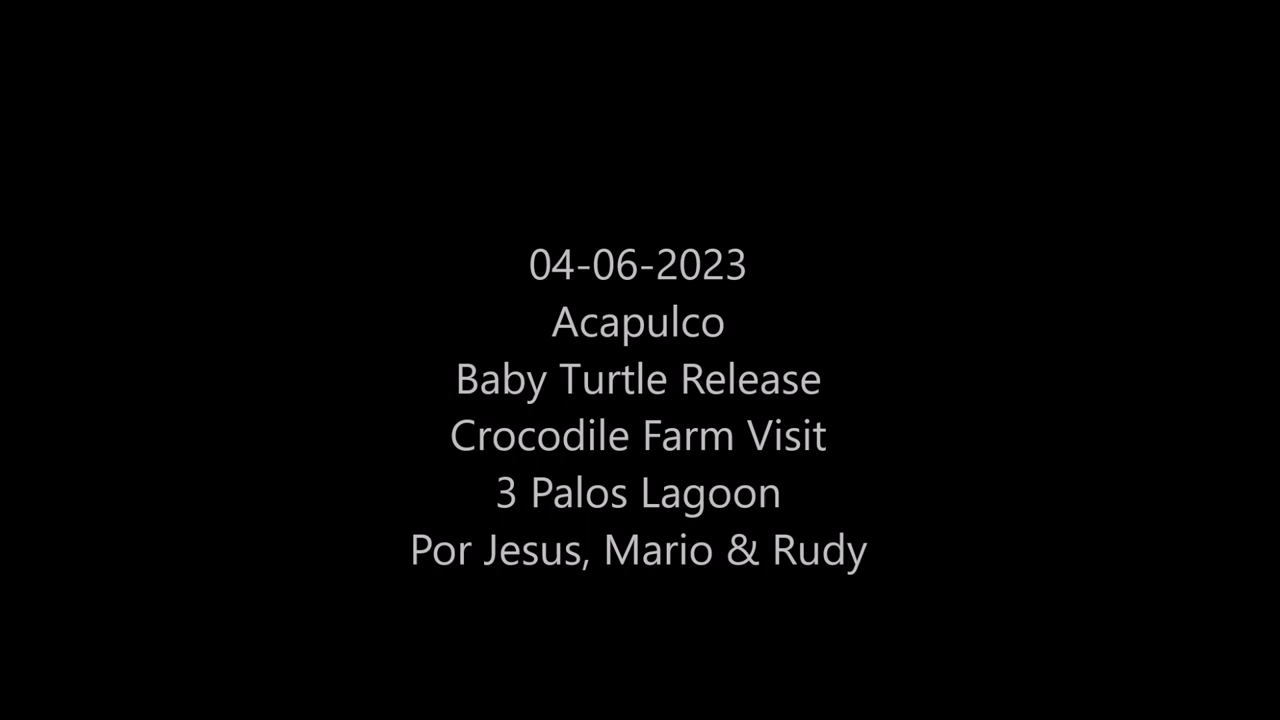 04-06-2023
Acapulco
Baby Turtle Release
Crocodile Farm Visit
3 Palos Lagoon
Por Jesus, Mario & Rudy